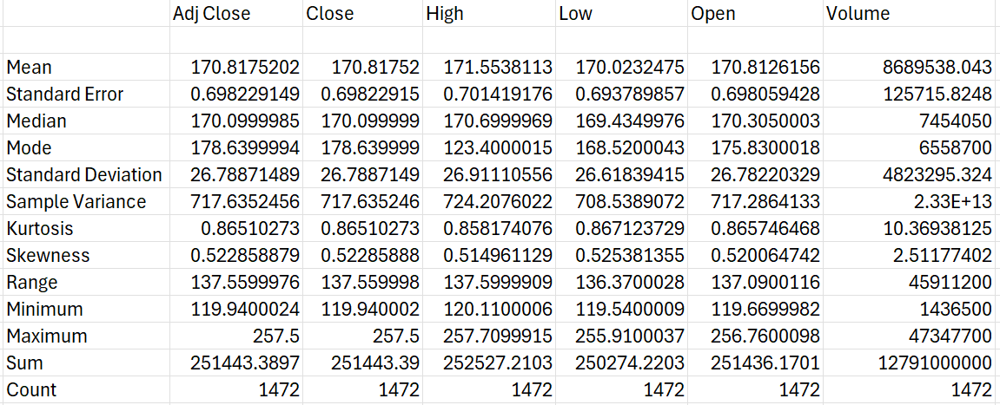 Adj Close Close High Low Open Volume
Mean 170.8175202 170.81752 171.5538113 170.0232475 170.8126156 8689538.043
Standard Error 0.698229149 0.69822915 0.701419176 0.693789857 0.698059428 125715.8248
Median 170.0999985 170.099999 170.6999969 169.4349976 170.3050003 7454050
Mode 178.6399994 178.639999 123.4000015 168.5200043 175.8300018 6558700
Standard Deviation 26.78871489 26.7887149 26.91110556 26.61839415 26.78220329 4823295.324
Sample Variance 717.6352456 717.635246 724.2076022 708.5389072 717.2864133 2.33E+13
Kurtosis 0.86510273 0.86510273 0.858174076 0.867123729 0.865746468 10.36938125
Skewness 0.522858879 0.52285888 0.514961129 0.525381355 0.520064742 2.51177402
Range 137.5599976 137.559998 137.5999909 136.3700028 137.0900116 45911200
Minimum 119.9400024 119.940002 120.1100006 119.5400009 119.6699982 1436500
Maximum 257.5 257.5 257.7099915 255.9100037 256.7600098 47347700
Sum 251443.3897 251443.39 252527.2103 250274.2203 251436.1701 12791000000
Count 1472 1472 1472 1472 1472 1472